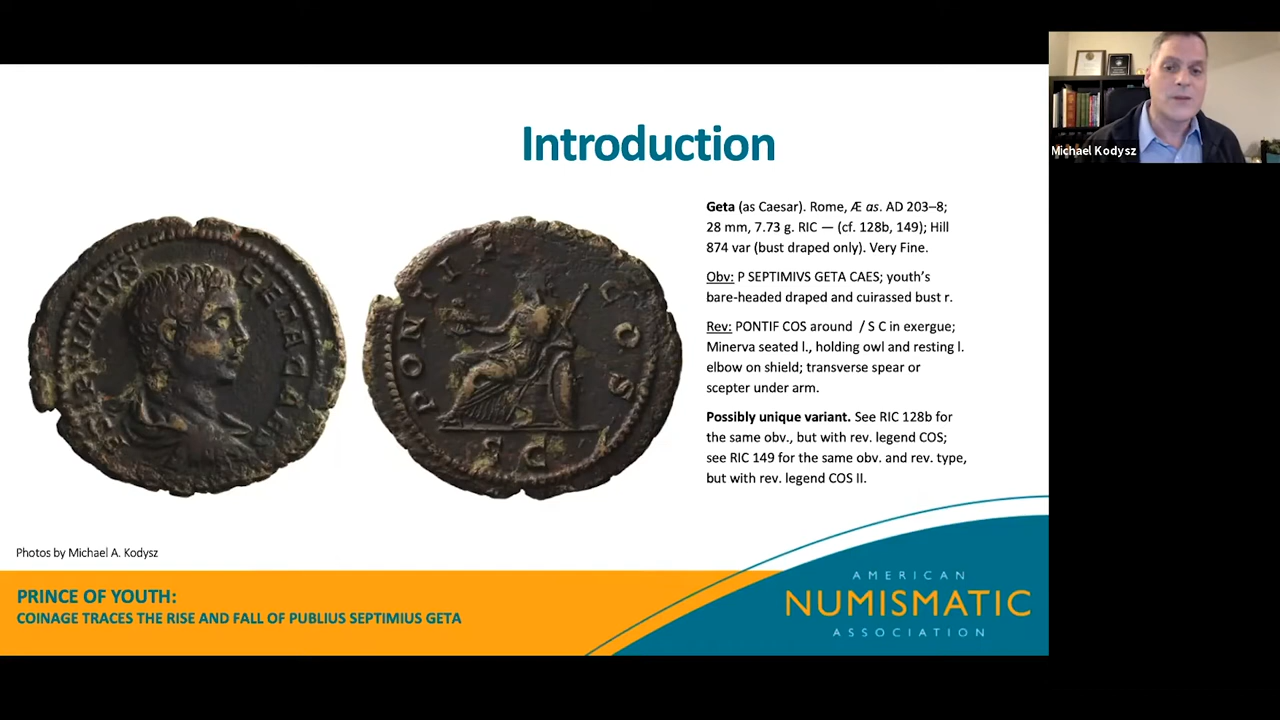 Introduction
Geta (as Caesar). Rome, Æ as. AD 203–8;
28 mm, 7.73 g. RIC — (cf. 128b, 149); Hill
874 var (bust draped only). Very Fine.
Obv: P SEPTIMIVS GETA CAES; youth's
bare-headed draped and cuirassed bust r.
Rev: PONTIF COS around / S C in exergue;
Minerva seated l., holding owl and resting l.
elbow on shield; transverse spear or
scepter under arm.
Possibly unique variant. See RIC 128b for
the same obv., but with rev. legend COS;
see RIC 149 for the same obv. and rev. type,
but with rev. legend COS II.
Photos by Michael A. Kodysz
PRINCE OF YOUTH:
COINAGE TRACES THE RISE AND FALL OF PUBLIUS SEPTIMIUS GETA
AMERICAN
NUMISMATIC
ASSOCIATION
Michael Kodysz